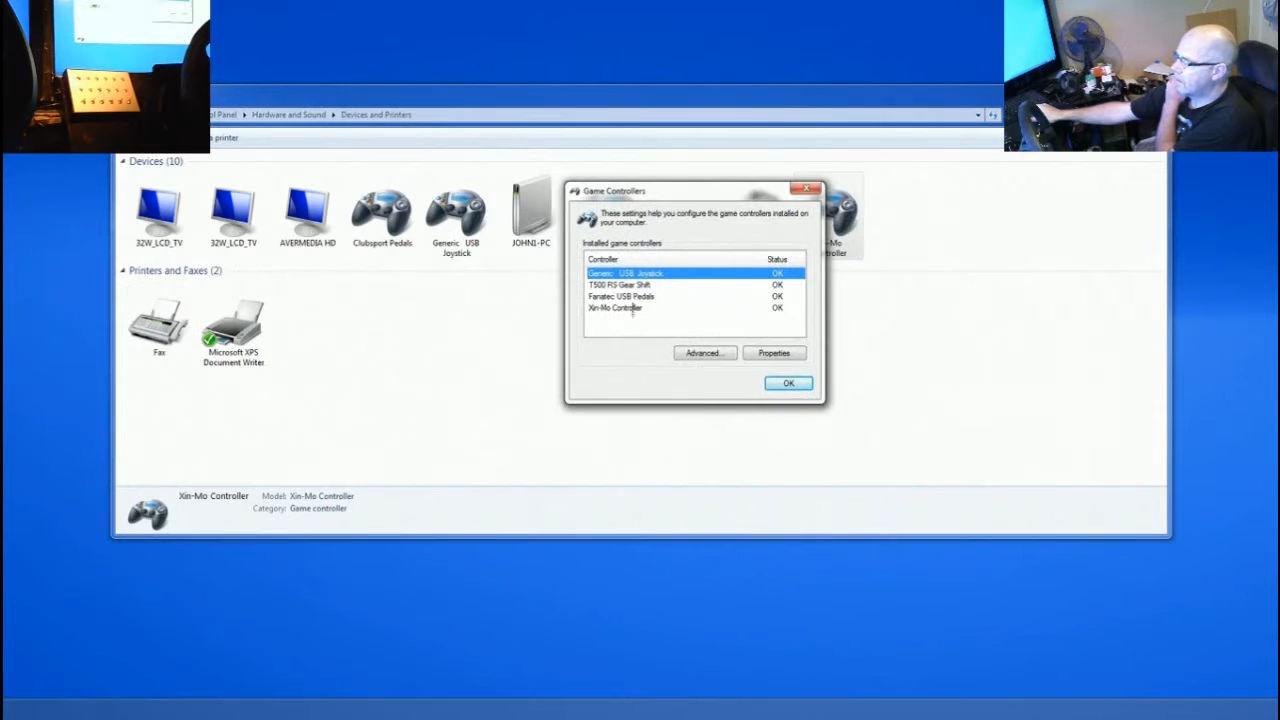 ol Panel ▸ Hardware and Sound ▸ Devices and Printers
a printer
Devices (10)
32W_LCD_TV
32W_LCD_TV
AVERMEDIA HD
Clubsport Pedals
Generic USB
Joystick
JOHN1-PC
-Mo
ntroller
Printers and Faxes (2)
Fax
Microsoft XPS
Document Writer
Game Controllers
These settings help you configure the game controllers installed on
your computer.
Installed game controllers
Controller Status
Generic USB Joystick OK
T500 RS Gear Shift OK
Fanatec USB Pedals OK
Xin-Mo Controller OK
Advanced... Properties
OK
Xin-Mo Controller Model: Xin-Mo Controller
Category: Game controller